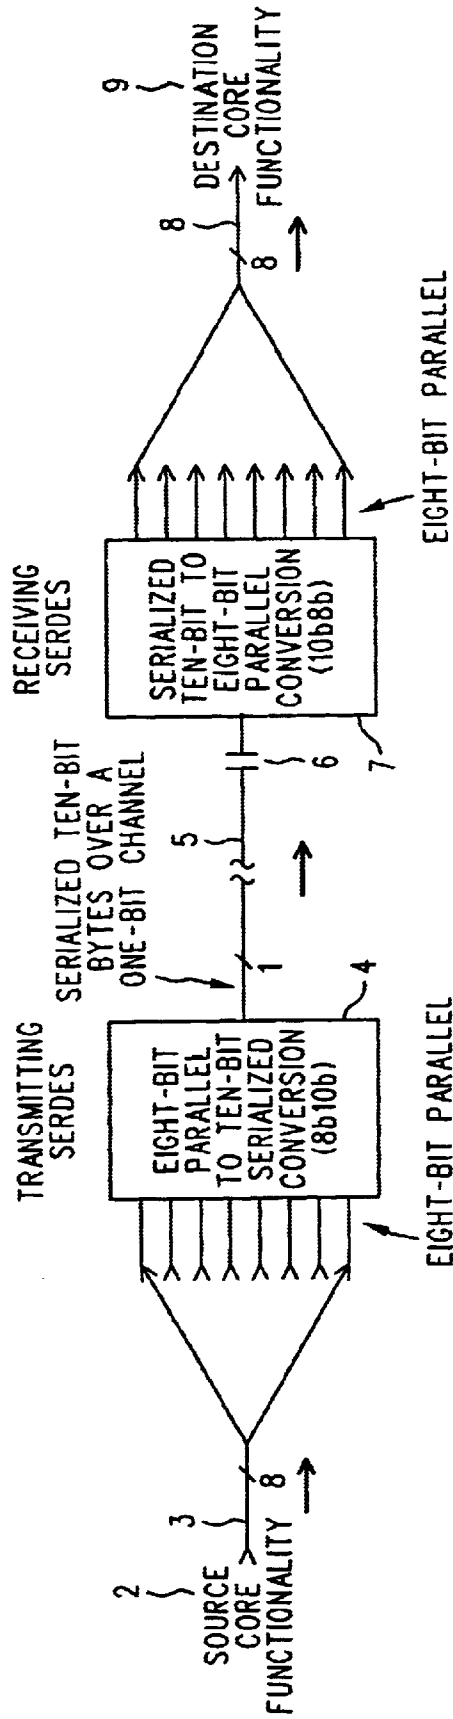 2
SOURCE
CORE
FUNCTIONALITY
3
8
TRANSMITTING
SERDES
EIGHT-BIT
PARALLEL
TO TEN-BIT
SERIALIZED
CONVERSION
(8b10b)
4
EIGHT-BIT PARALLEL
SERIALIZED TEN-BIT
BYTES OVER A
ONE-BIT CHANNEL
1
5
6
RECEIVING
SERDES
SERIALIZED
TEN-BIT TO
EIGHT-BIT
PARALLEL
CONVERSION
(10b8b)
7
EIGHT-BIT PARALLEL
8
8
9
DESTINATION
CORE
FUNCTIONALITY